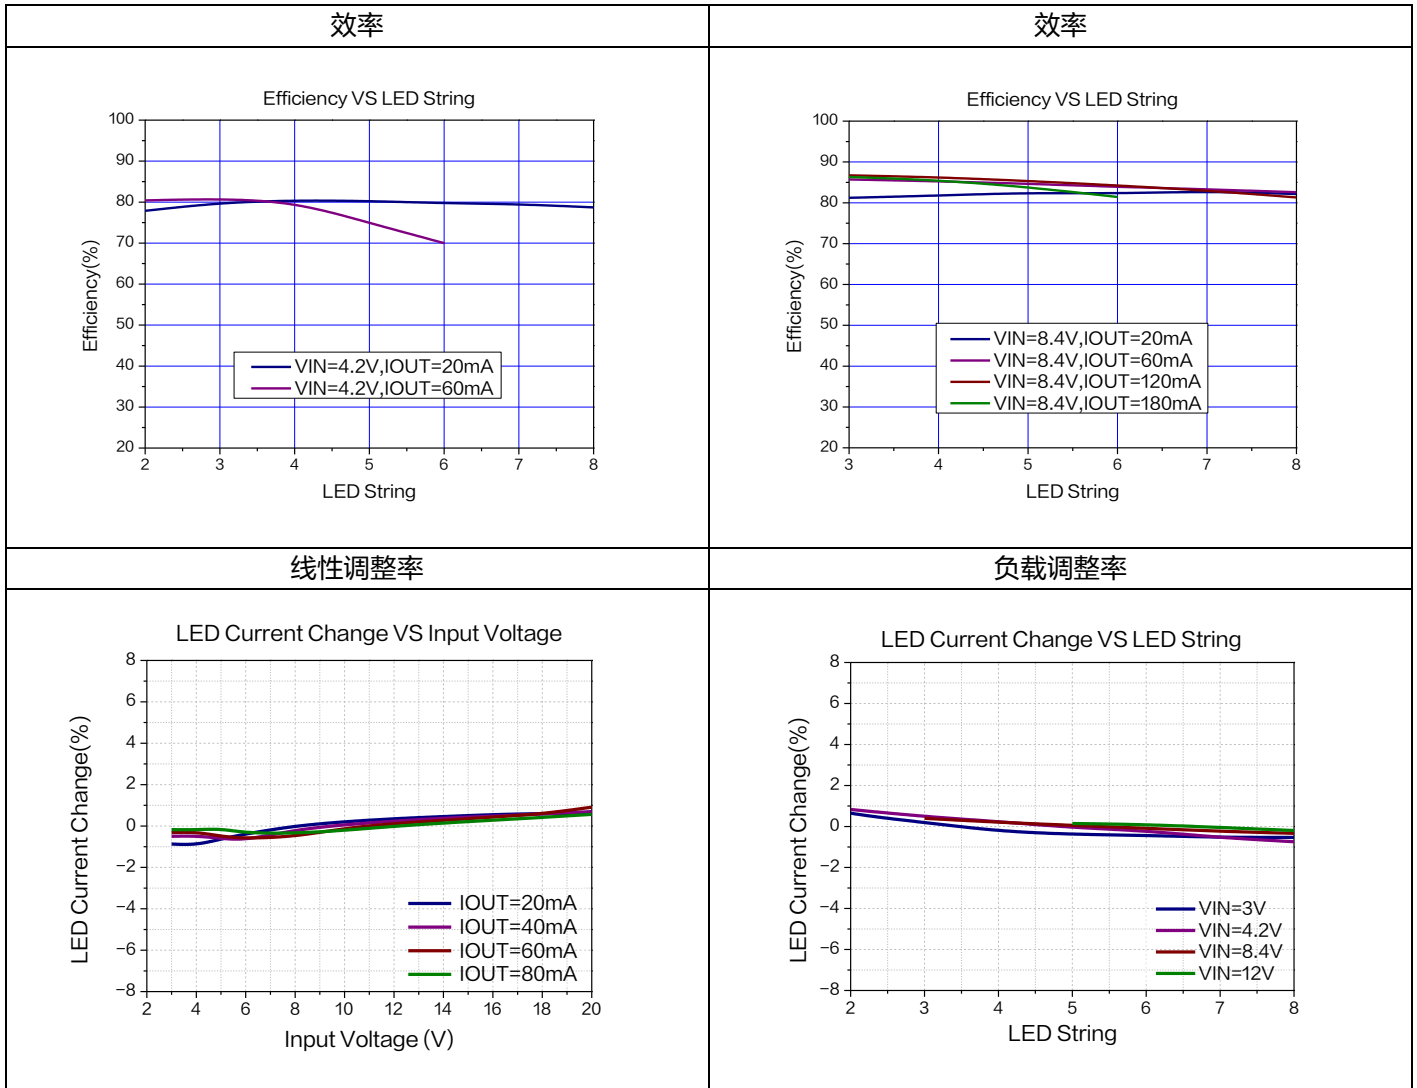 效率
效率
Efficiency VS LED String
100
90
80
70
60
50
40
30
20
Efficiency(%)
VIN=4.2V,IOUT=20mA
VIN=4.2V,IOUT=60mA
2 3 4 5 6 7 8
LED String
Efficiency VS LED String
100
90
80
70
60
50
40
30
20
Efficiency(%)
VIN=8.4V,IOUT=20mA
VIN=8.4V,IOUT=60mA
VIN=8.4V,IOUT=120mA
VIN=8.4V,IOUT=180mA
3 4 5 6 7 8
LED String
线性调整率
负载调整率
LED Current Change VS Input Voltage
8
6
4
2
0
−2
−4
−6
−8
LED Current Change(%)
IOUT=20mA
IOUT=40mA
IOUT=60mA
IOUT=80mA
2 4 6 8 10 12 14 16 18 20
Input Voltage (V)
LED Current Change VS LED String
8
6
4
2
0
−2
−4
−6
−8
LED Current Change(%)
VIN=3V
VIN=4.2V
VIN=8.4V
VIN=12V
2 3 4 5 6 7 8
LED String